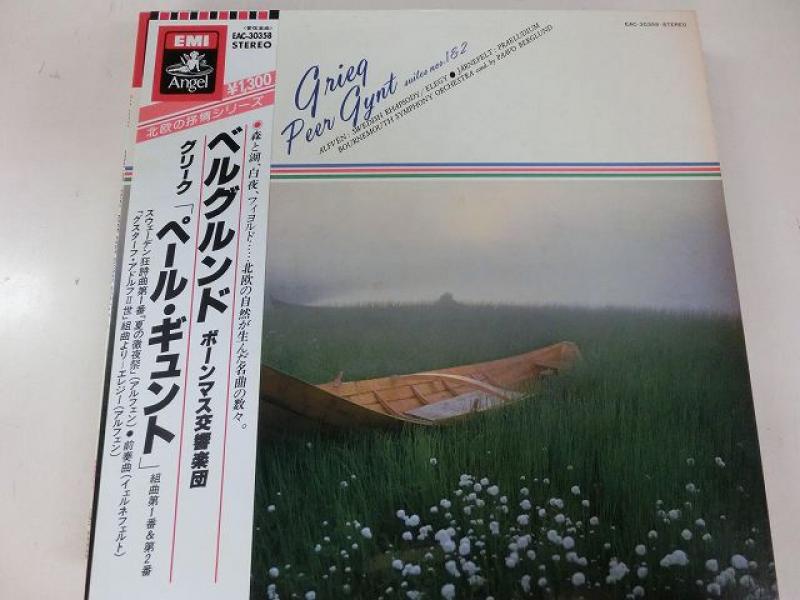 EMI
Angel
〈管弦楽曲〉
EAC-30358
STEREO
¥1,300
北欧の抒情シリーズ
●森と湖、白夜、フィヨルド……北欧の自然が生んだ名曲の数々。
ベルグルンド ボーンマス交響楽団
グリーク「ペール・ギュント」組曲第1番&第2番
スウェーデン狂詩曲第1番「夏の徹夜祭」(アルフェン)●前奏曲(イェルネフェルト)
「グスターフ・アドルフⅡ世」組曲より―エレジー(アルフェン)
EAC-30358・STEREO
Grieg
Peer Gynt suites nos.1&2
ALFVÉN: SWEDISH RHAPSODY/ELEGY ● JÄRNEFELT: PRAELUDIUM
BOURNEMOUTH SYMPHONY ORCHESTRA cond. by PAAVO BERGLUND